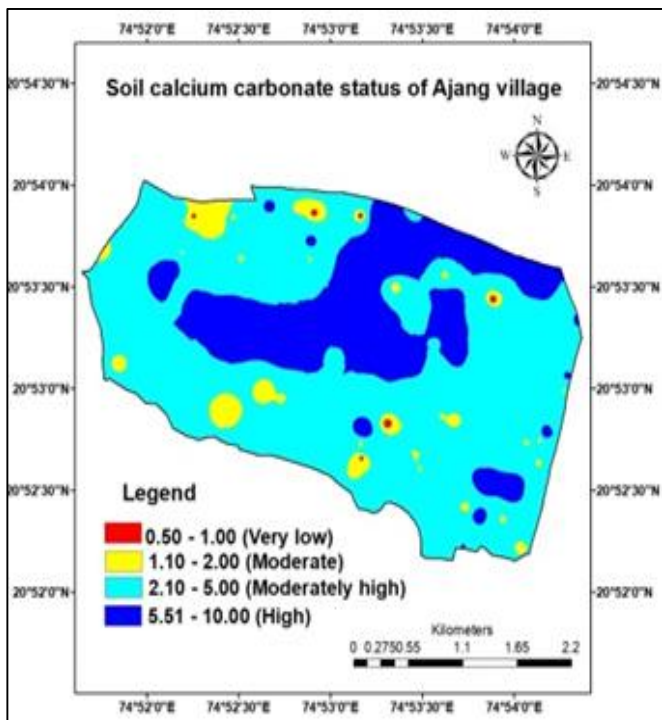 74°52'0"E 74°52'30"E 74°53'0"E 74°53'30"E 74°54'0"E
20°54'30"N 20°54'30"N
Soil calcium carbonate status of Ajang village
N
W E
S
20°54'0"N 20°54'0"N
20°53'30"N 20°53'30"N
20°53'0"N 20°53'0"N
20°52'30"N 20°52'30"N
Legend
0.50 - 1.00 (Very low)
1.10 - 2.00 (Moderate)
2.10 - 5.00 (Moderately high)
5.51 - 10.00 (High)
20°52'0"N 20°52'0"N
Kilometers
0 0.275 0.55 1.1 1.65 2.2
74°52'0"E 74°52'30"E 74°53'0"E 74°53'30"E 74°54'0"E